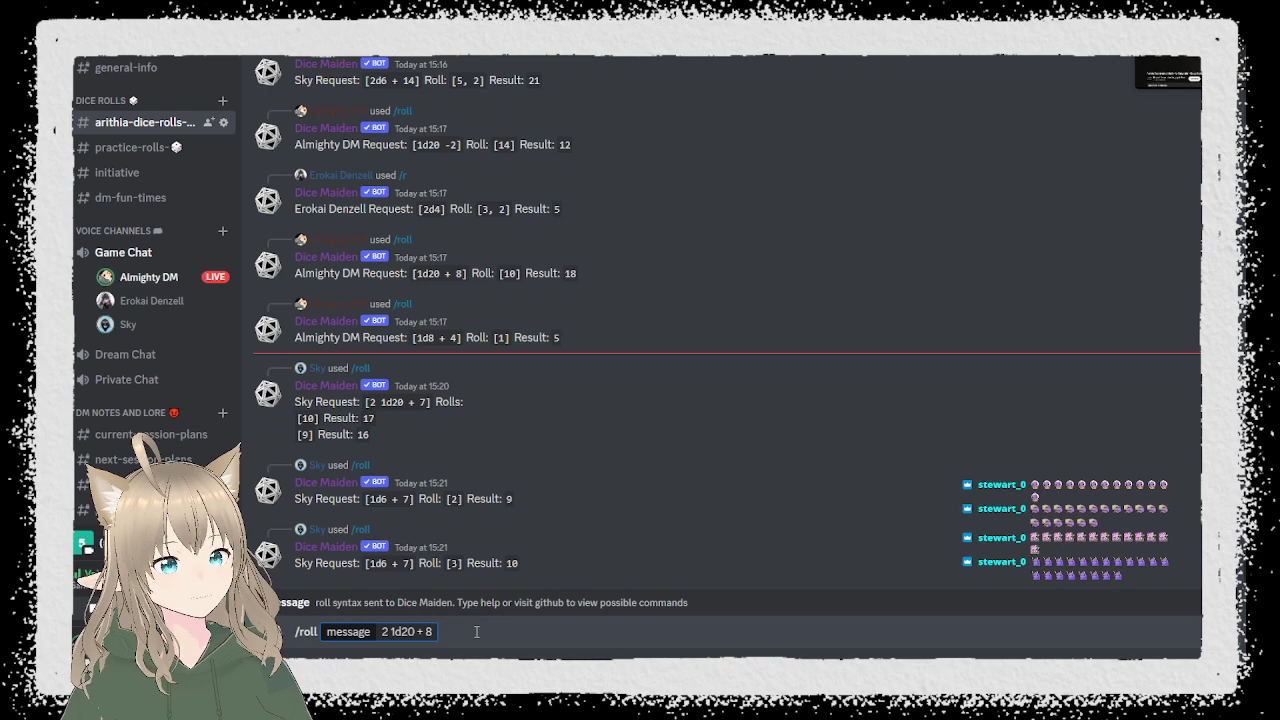 # general-info
DICE ROLLS
# arithia-dice-rolls-...
# practice-rolls-
# initiative
# dm-fun-times
VOICE CHANNELS
Game Chat
Almighty DM LIVE
Erokai Denzell
Sky
Dream Chat
Private Chat
DM NOTES AND LORE
# current-session-plans
# next-session-plans
Dice Maiden BOT Today at 15:16
Sky Request: [2d6 + 14] Roll: [5, 2] Result: 21
used /roll
Dice Maiden BOT Today at 15:17
Almighty DM Request: [1d20 -2] Roll: [14] Result: 12
Erokai Denzell used /r
Dice Maiden BOT Today at 15:17
Erokai Denzell Request: [2d4] Roll: [3, 2] Result: 5
used /roll
Dice Maiden BOT Today at 15:17
Almighty DM Request: [1d20 + 8] Roll: [10] Result: 18
used /roll
Dice Maiden BOT Today at 15:17
Almighty DM Request: [1d8 + 4] Roll: [1] Result: 5
Sky used /roll
Dice Maiden BOT Today at 15:20
Sky Request: [2 1d20 + 7] Rolls:
[10] Result: 17
[9] Result: 16
Sky used /roll
Dice Maiden BOT Today at 15:21
Sky Request: [1d6 + 7] Roll: [2] Result: 9
Sky used /roll
Dice Maiden BOT Today at 15:21
Sky Request: [1d6 + 7] Roll: [3] Result: 10
roll syntax sent to Dice Maiden. Type help or visit github to view possible commands
/roll message 2 1d20 + 8
stewart_0
stewart_0
stewart_0
stewart_0